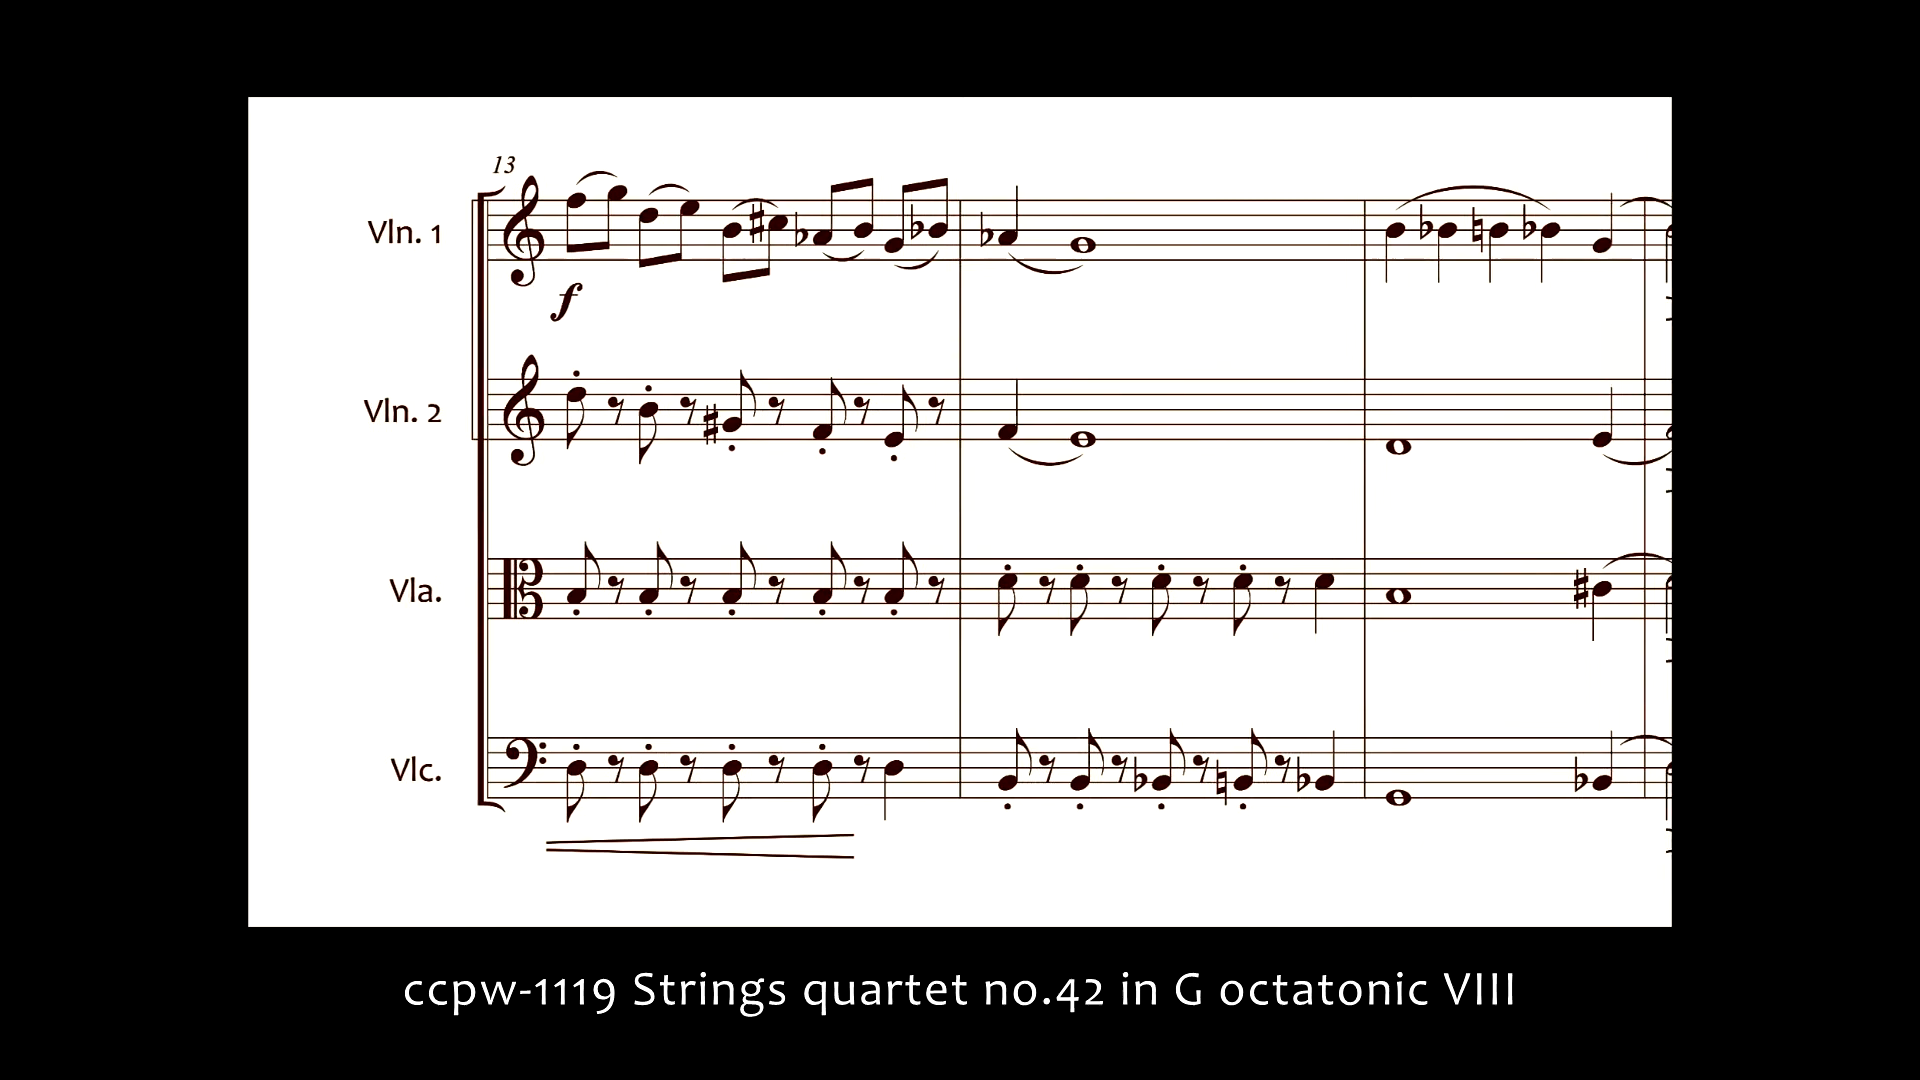 13
Vln. 1
f
Vln. 2
Vla.
Vlc.
ccpw-1119 Strings quartet no.42 in G octatonic VIII